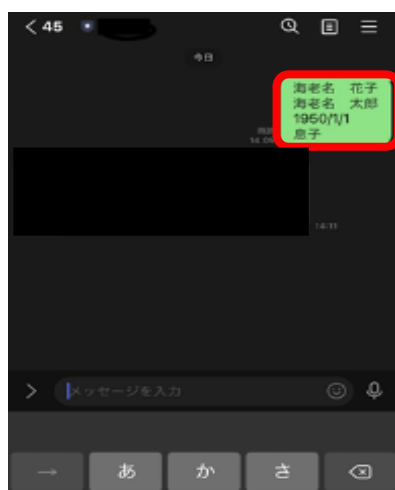 45
今日
海老名 花子
海老名 太郎
1950/1/1
息子
14:11
メッセージを入力
→ あ か さ